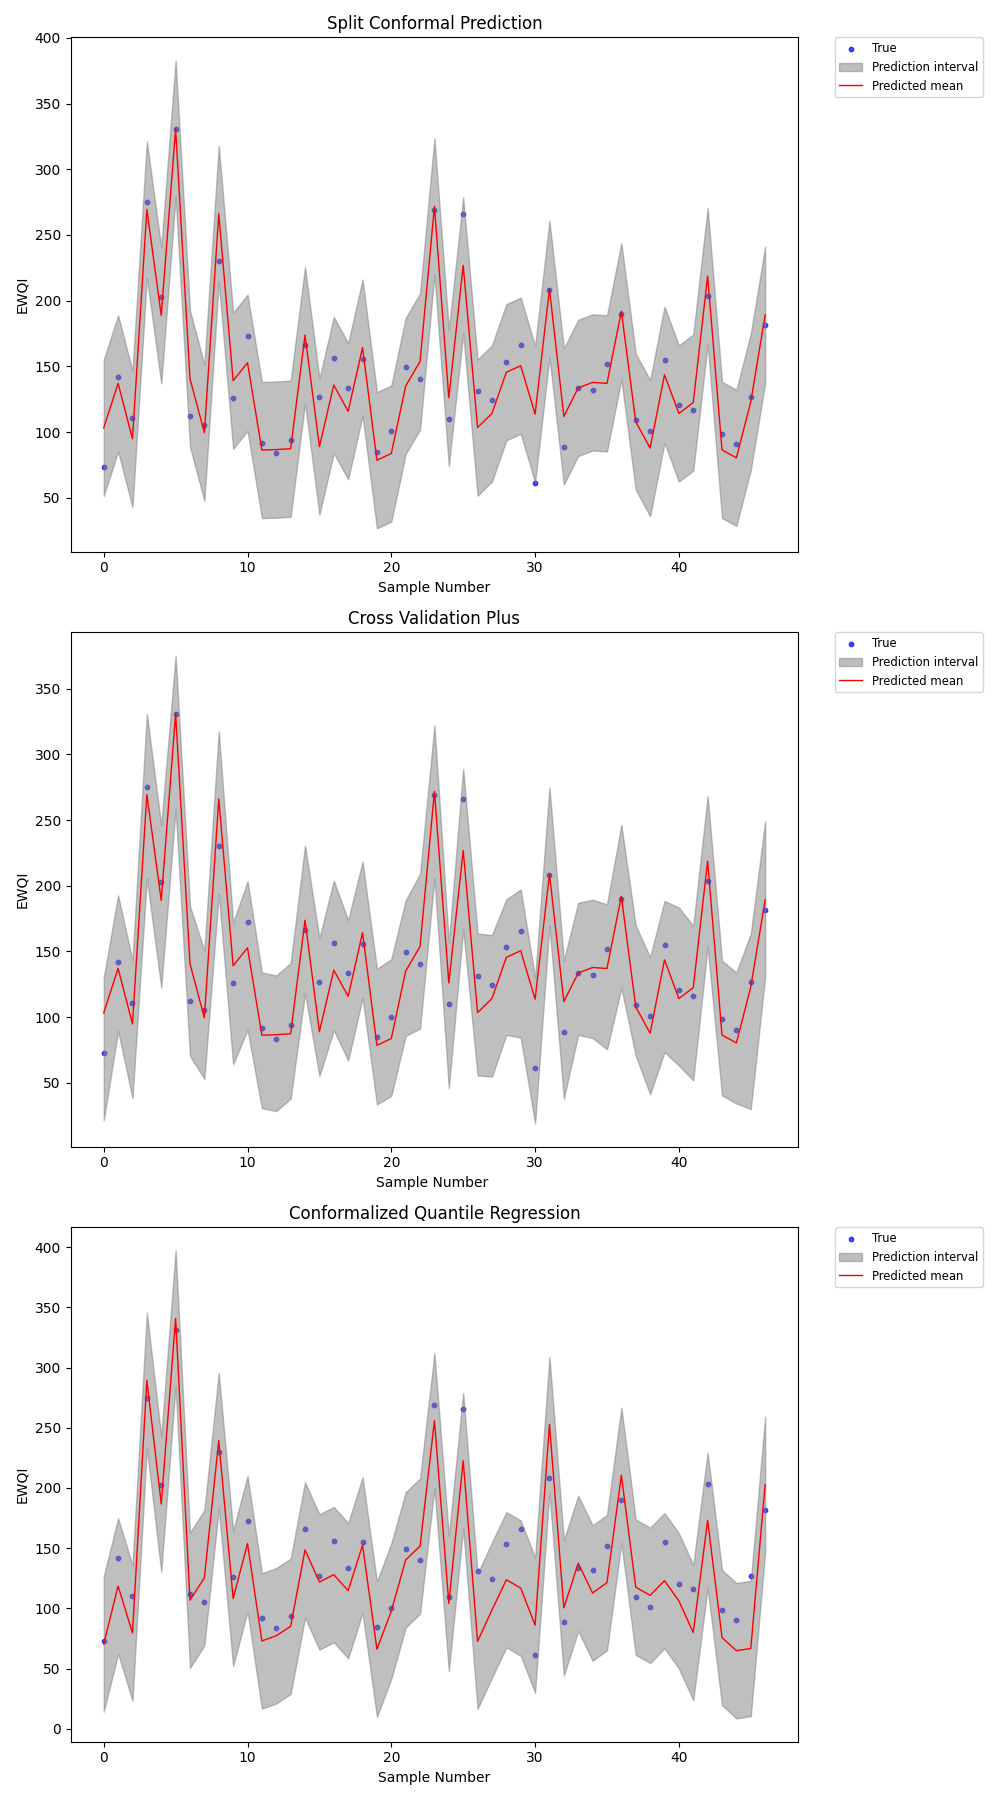 Split Conformal Prediction
400
350
300
250
200
150
100
50
EWQI
0 10 20 30 40
Sample Number
True
Prediction interval
Predicted mean
Cross Validation Plus
350
300
250
200
150
100
50
EWQI
0 10 20 30 40
Sample Number
True
Prediction interval
Predicted mean
Conformalized Quantile Regression
400
350
300
250
200
150
100
50
0
EWQI
0 10 20 30 40
Sample Number
True
Prediction interval
Predicted mean